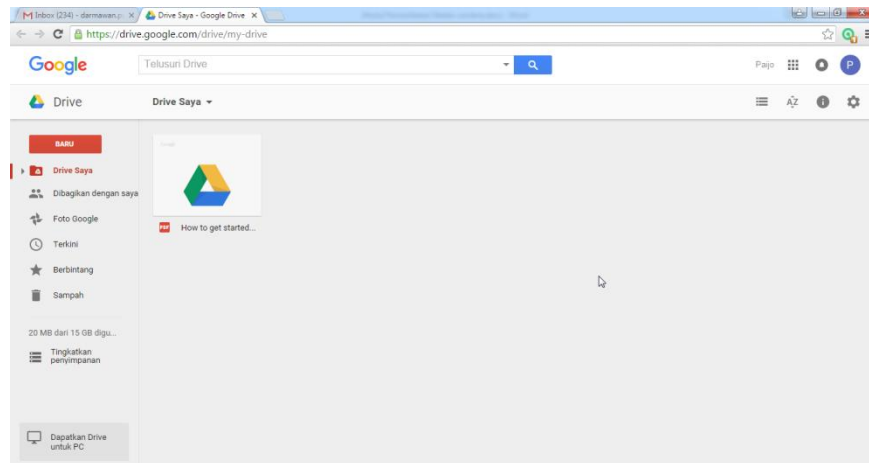 Inbox (234) - darmawan.p
Drive Saya - Google Drive
https://drive.google.com/drive/my-drive
Google
Telusuri Drive
Paijo
P
Drive
Drive Saya
AZ
BARU
Drive Saya
Dibagikan dengan saya
Foto Google
Terkini
Berbintang
Sampah
20 MB dari 15 GB digu...
Tingkatkan
penyimpanan
Dapatkan Drive
untuk PC
PDF
How to get started...